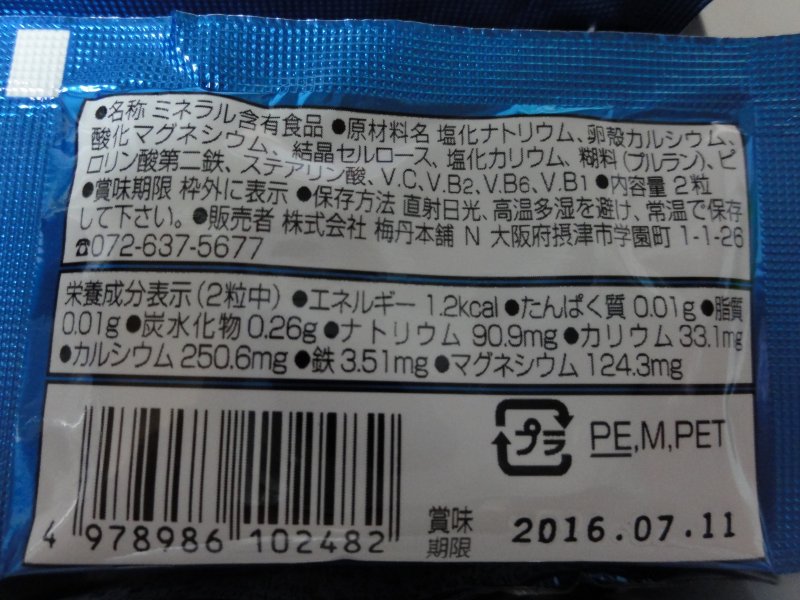 ●名称 ミネラル含有食品 ●原材料名 塩化ナトリウム、卵殻カルシウム、
酸化マグネシウム、結晶セルロース、塩化カリウム、糊料(プルラン)、ピ
ロリン酸第二鉄、ステアリン酸、V.C、V.B2、V.B6、V.B1 ●内容量 2粒
●賞味期限 枠外に表示 ●保存方法 直射日光、高温多湿を避け、常温で保存
して下さい。●販売者 株式会社 梅丹本舗 N 大阪府摂津市学園町 1-1-26
☎072-637-5677
栄養成分表示(2粒中) ●エネルギー 1.2kcal ●たんぱく質 0.01g ●脂質
0.01g ●炭水化物 0.26g ●ナトリウム 90.9mg ●カリウム 33.1mg
●カルシウム 250.6mg ●鉄 3.51mg ●マグネシウム 124.3mg
プラ PE,M,PET
4 978986 102482
賞味期限 2016.07.11